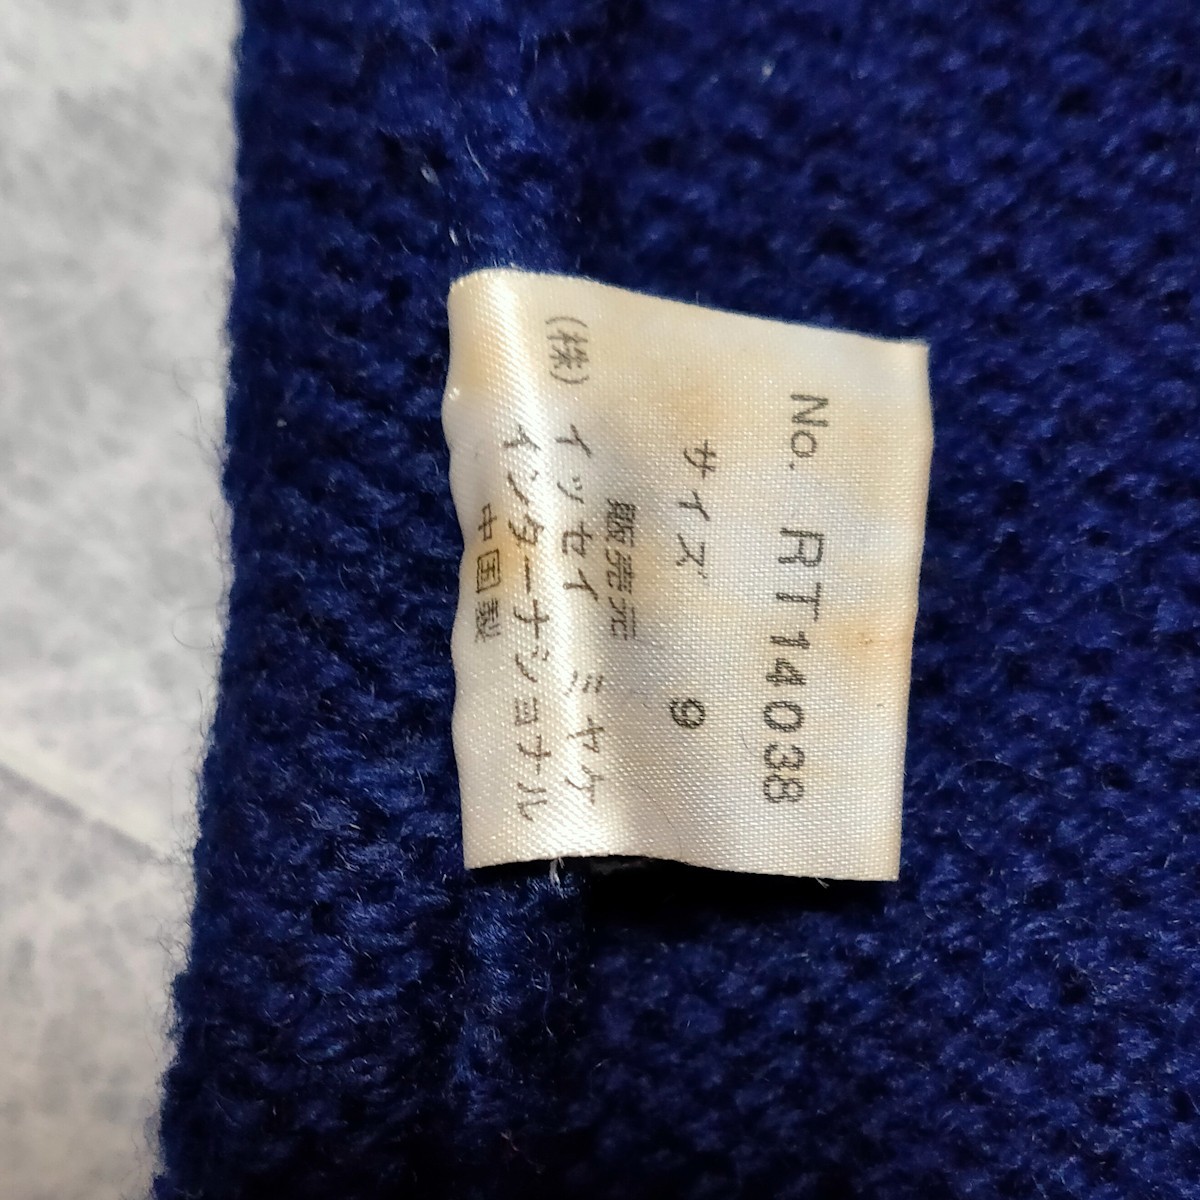 No. RT14038
サイズ 9
販売元
(株) イッセイ ミヤケ
インターナショナル
中国製